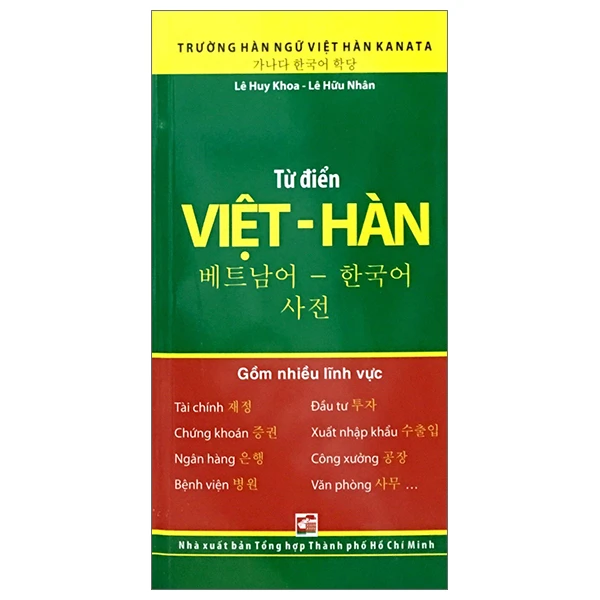 TRƯỜNG HÀN NGỮ VIỆT HÀN KANATA
가나다 한국어 학당
Lê Huy Khoa - Lê Hữu Nhân
Từ điển
VIỆT - HÀN
베트남어 – 한국어
사전
Gồm nhiều lĩnh vực
Tài chính 재정
Chứng khoán 증권
Ngân hàng 은행
Bệnh viện 병원
Đầu tư 투자
Xuất nhập khẩu 수출입
Công xưởng 공장
Văn phòng 사무 ...
Nhà xuất bản Tổng hợp Thành phố Hồ Chí Minh